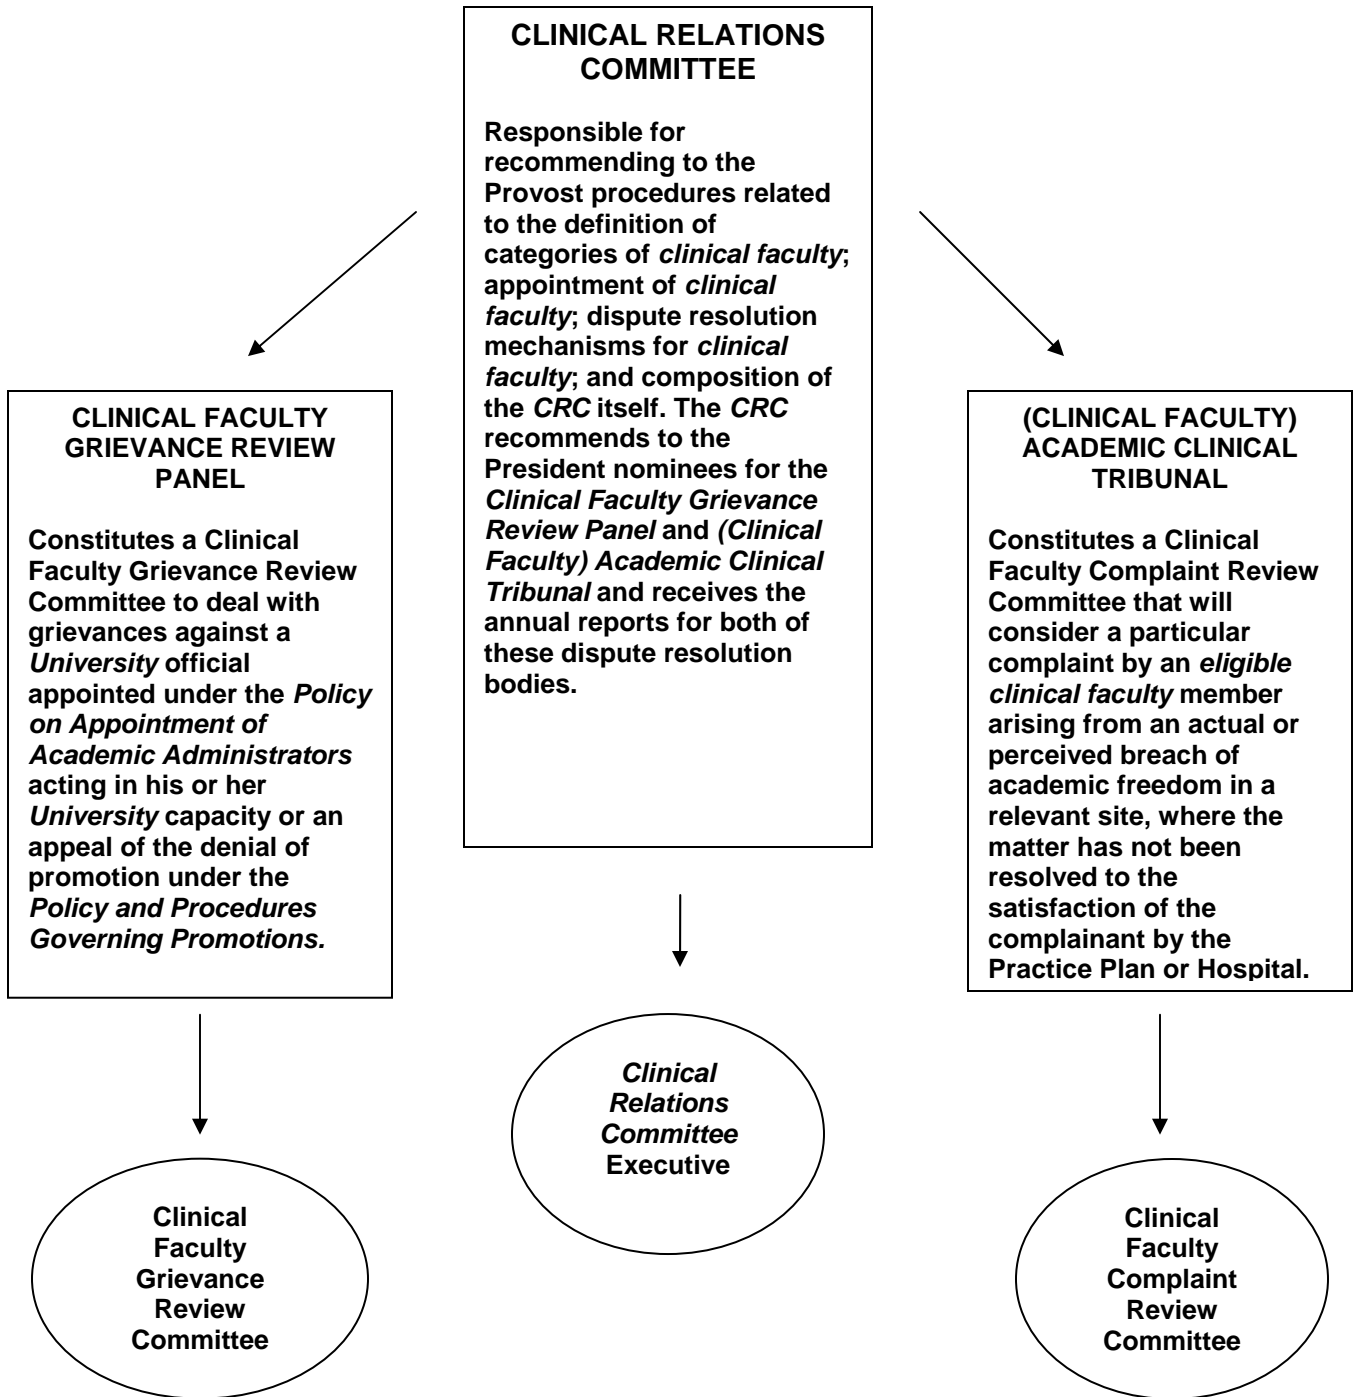 CLINICAL RELATIONS
COMMITTEE
Responsible for
recommending to the
Provost procedures related
to the definition of
categories of clinical faculty;
appointment of clinical
faculty; dispute resolution
mechanisms for clinical
faculty; and composition of
the CRC itself. The CRC
recommends to the
President nominees for the
Clinical Faculty Grievance
Review Panel and (Clinical
Faculty) Academic Clinical
Tribunal and receives the
annual reports for both of
these dispute resolution
bodies.
CLINICAL FACULTY
GRIEVANCE REVIEW
PANEL
Constitutes a Clinical
Faculty Grievance Review
Committee to deal with
grievances against a
University official
appointed under the Policy
on Appointment of
Academic Administrators
acting in his or her
University capacity or an
appeal of the denial of
promotion under the
Policy and Procedures
Governing Promotions.
(CLINICAL FACULTY)
ACADEMIC CLINICAL
TRIBUNAL
Constitutes a Clinical
Faculty Complaint Review
Committee that will
consider a particular
complaint by an eligible
clinical faculty member
arising from an actual or
perceived breach of
academic freedom in a
relevant site, where the
matter has not been
resolved to the
satisfaction of the
complainant by the
Practice Plan or Hospital.
Clinical
Relations
Committee
Executive
Clinical
Faculty
Grievance
Review
Committee
Clinical
Faculty
Complaint
Review
Committee